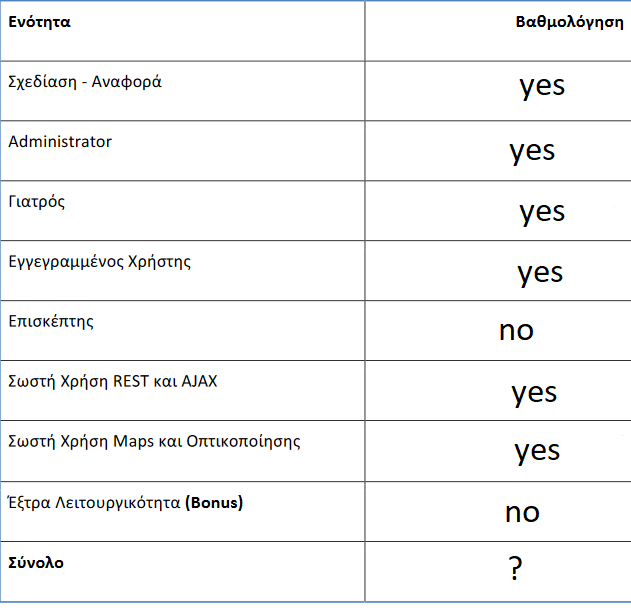 Ενότητα Βαθμολόγηση
Σχεδίαση - Αναφορά yes
Administrator yes
Γιατρός yes
Εγγεγραμμένος Χρήστης yes
Επισκέπτης no
Σωστή Χρήση REST και AJAX yes
Σωστή Χρήση Maps και Οπτικοποίησης yes
Έξτρα Λειτουργικότητα (Bonus) no
Σύνολο ?